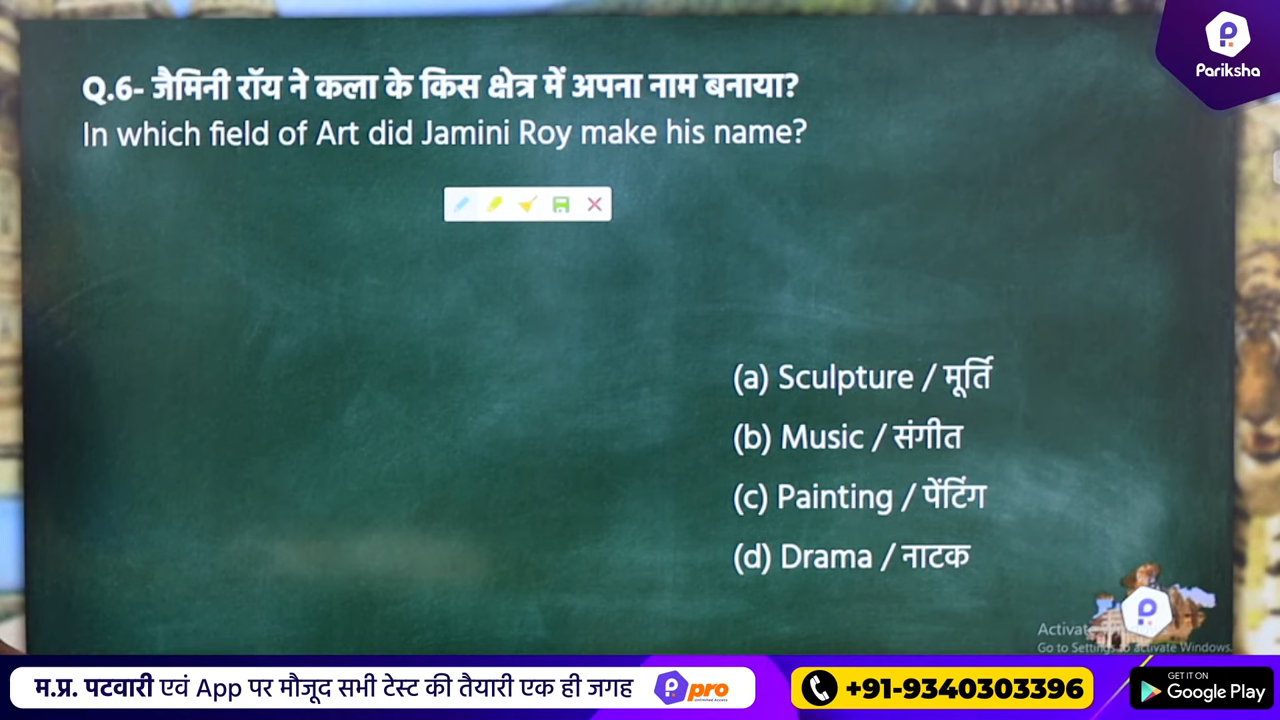 Pariksha
Q.6- जैमिनी रॉय ने कला के किस क्षेत्र में अपना नाम बनाया?
In which field of Art did Jamini Roy make his name?
(a) Sculpture / मूर्ति
(b) Music / संगीत
(c) Painting / पेंटिंग
(d) Drama / नाटक
Activate
Go to Settings to activate Windows.
म.प्र. पटवारी एवं App पर मौजूद सभी टेस्ट की तैयारी एक ही जगह
pro
+91-9340303396
GET IT ON
Google Play